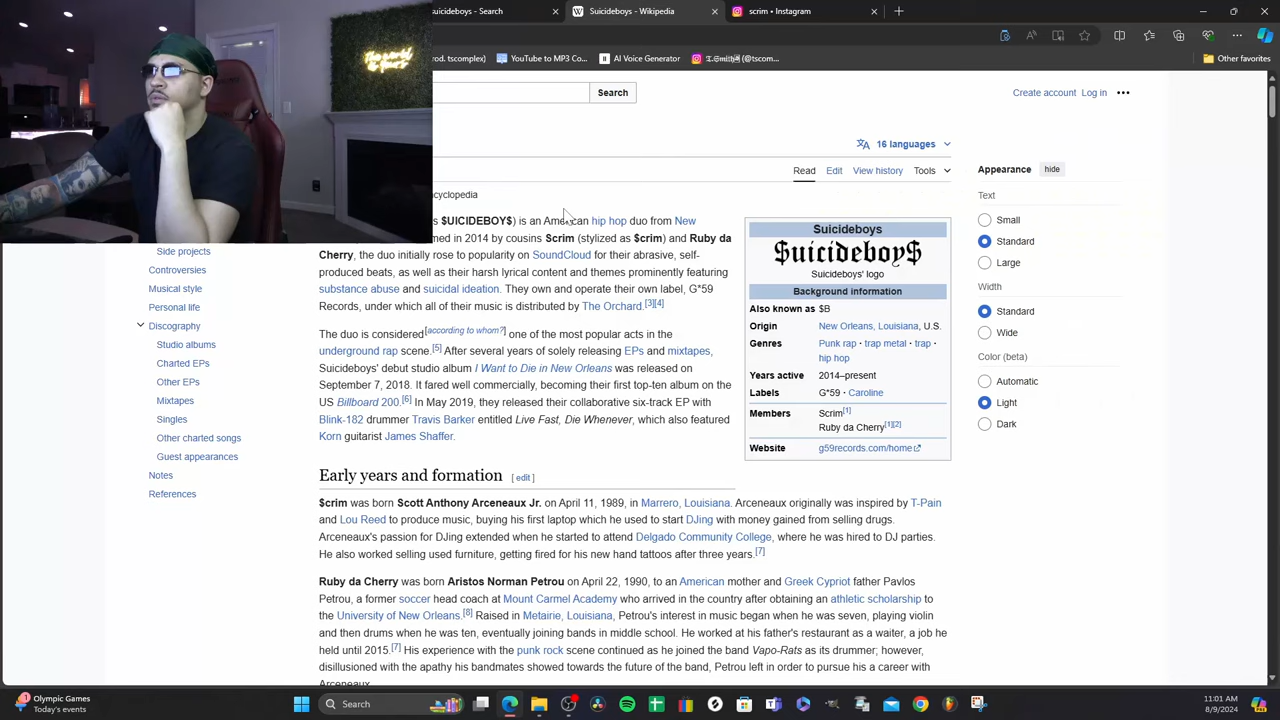 uicideboys - Search
Suicideboys - Wikipedia
$crim • Instagram
rod. tscomplex)
YouTube to MP3 Co...
AI Voice Generator
Other favorites
the world
is yours
Search
Create account
Log in
16 languages
Read
Edit
View history
Tools
cyclopedia
Appearance
hide
Text
Small
Standard
Large
Width
Standard
Wide
Color (beta)
Automatic
Light
Dark
Side projects
Controversies
Musical style
Personal life
Discography
Studio albums
Charted EPs
Other EPs
Mixtapes
Singles
Other charted songs
Guest appearances
Notes
References
s $UICIDEBOY$) is an American hip hop duo from New
med in 2014 by cousins Scrim (stylized as $crim) and Ruby da
Cherry, the duo initially rose to popularity on SoundCloud for their abrasive, self-
produced beats, as well as their harsh lyrical content and themes prominently featuring
substance abuse and suicidal ideation. They own and operate their own label, G*59
Records, under which all of their music is distributed by The Orchard.[3][4]
The duo is considered[according to whom?] one of the most popular acts in the
underground rap scene.[5] After several years of solely releasing EPs and mixtapes,
Suicideboys' debut studio album I Want to Die in New Orleans was released on
September 7, 2018. It fared well commercially, becoming their first top-ten album on the
US Billboard 200.[6] In May 2019, they released their collaborative six-track EP with
Blink-182 drummer Travis Barker entitled Live Fast, Die Whenever, which also featured
Korn guitarist James Shaffer.
Suicideboys
$uicideboy$
Suicideboys' logo
Background information
Also known as $B
Origin New Orleans, Louisiana, U.S.
Genres Punk rap · trap metal · trap ·
hip hop
Years active 2014–present
Labels G*59 · Caroline
Members Scrim[1]
Ruby da Cherry[1][2]
Website g59records.com/home
Early years and formation [ edit ]
$crim was born Scott Anthony Arceneaux Jr. on April 11, 1989, in Marrero, Louisiana. Arceneaux originally was inspired by T-Pain
and Lou Reed to produce music, buying his first laptop which he used to start DJing with money gained from selling drugs.
Arceneaux's passion for DJing extended when he started to attend Delgado Community College, where he was hired to DJ parties.
He also worked selling used furniture, getting fired for his new hand tattoos after three years.[7]
Ruby da Cherry was born Aristos Norman Petrou on April 22, 1990, to an American mother and Greek Cypriot father Pavlos
Petrou, a former soccer head coach at Mount Carmel Academy who arrived in the country after obtaining an athletic scholarship to
the University of New Orleans.[8] Raised in Metairie, Louisiana, Petrou's interest in music began when he was seven, playing violin
and then drums when he was ten, eventually joining bands in middle school. He worked at his father's restaurant as a waiter, a job he
held until 2015.[7] His experience with the punk rock scene continued as he joined the band Vapo-Rats as its drummer; however,
disillusioned with the apathy his bandmates showed towards the future of the band, Petrou left in order to pursue his a career with
Arceneaux.
Olympic Games
Today's events
Search
11:01 AM
8/9/2024